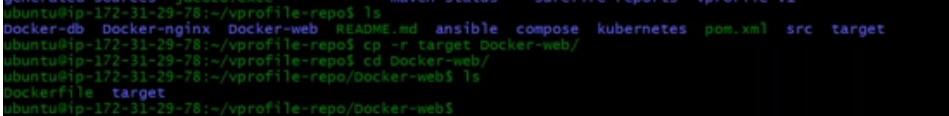 ubuntu@ip-172-31-29-78:~/vprofile-repo$ ls
Docker-db Docker-nginx Docker-web README.md ansible compose kubernetes pom.xml src target
ubuntu@ip-172-31-29-78:~/vprofile-repo$ cp -r target Docker-web/
ubuntu@ip-172-31-29-78:~/vprofile-repo$ cd Docker-web/
ubuntu@ip-172-31-29-78:~/vprofile-repo/Docker-web$ ls
Dockerfile target
ubuntu@ip-172-31-29-78:~/vprofile-repo/Docker-web$